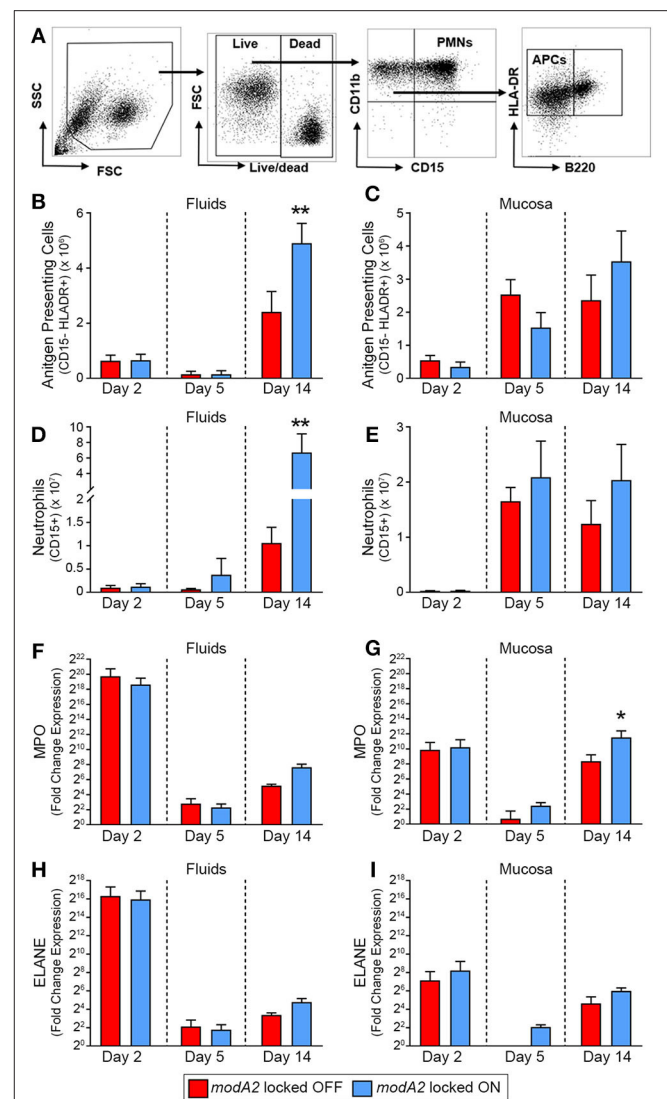 A
SSC
FSC
Live Dead
FSC
Live/dead
PMNs
CD11b
CD15
APCs
HLA-DR
B220
B
Fluids
Anitgen Presenting Cells
(CD15- HLADR+) (x 10⁶)
6
4
2
0
**
Day 2 Day 5 Day 14
C
Mucosa
Anitgen Presenting Cells
(CD15- HLADR+) (x 10⁶)
5
4
3
2
1
0
Day 2 Day 5 Day 14
D
Fluids
Neutrophils
(CD15+) (x 10⁷)
10
8
6
4
2
1.5
1
0.5
0
**
Day 2 Day 5 Day 14
E
Mucosa
Neutrophils
(CD15+) (x 10⁷)
3
2
1
0
Day 2 Day 5 Day 14
F
Fluids
MPO
(Fold Change Expression)
2²²
2²⁰
2¹⁸
2¹⁶
2¹⁴
2¹²
2¹⁰
2⁸
2⁶
2⁴
2²
2⁰
Day 2 Day 5 Day 14
G
Mucosa
MPO
(Fold Change Expression)
2²²
2²⁰
2¹⁸
2¹⁶
2¹⁴
2¹²
2¹⁰
2⁸
2⁶
2⁴
2²
2⁰
*
Day 2 Day 5 Day 14
H
Fluids
ELANE
(Fold Change Expression)
2¹⁸
2¹⁶
2¹⁴
2¹²
2¹⁰
2⁸
2⁶
2⁴
2²
2⁰
Day 2 Day 5 Day 14
I
Mucosa
ELANE
(Fold Change Expression)
2¹⁸
2¹⁶
2¹⁴
2¹²
2¹⁰
2⁸
2⁶
2⁴
2²
2⁰
Day 2 Day 5 Day 14
modA2 locked OFF modA2 locked ON